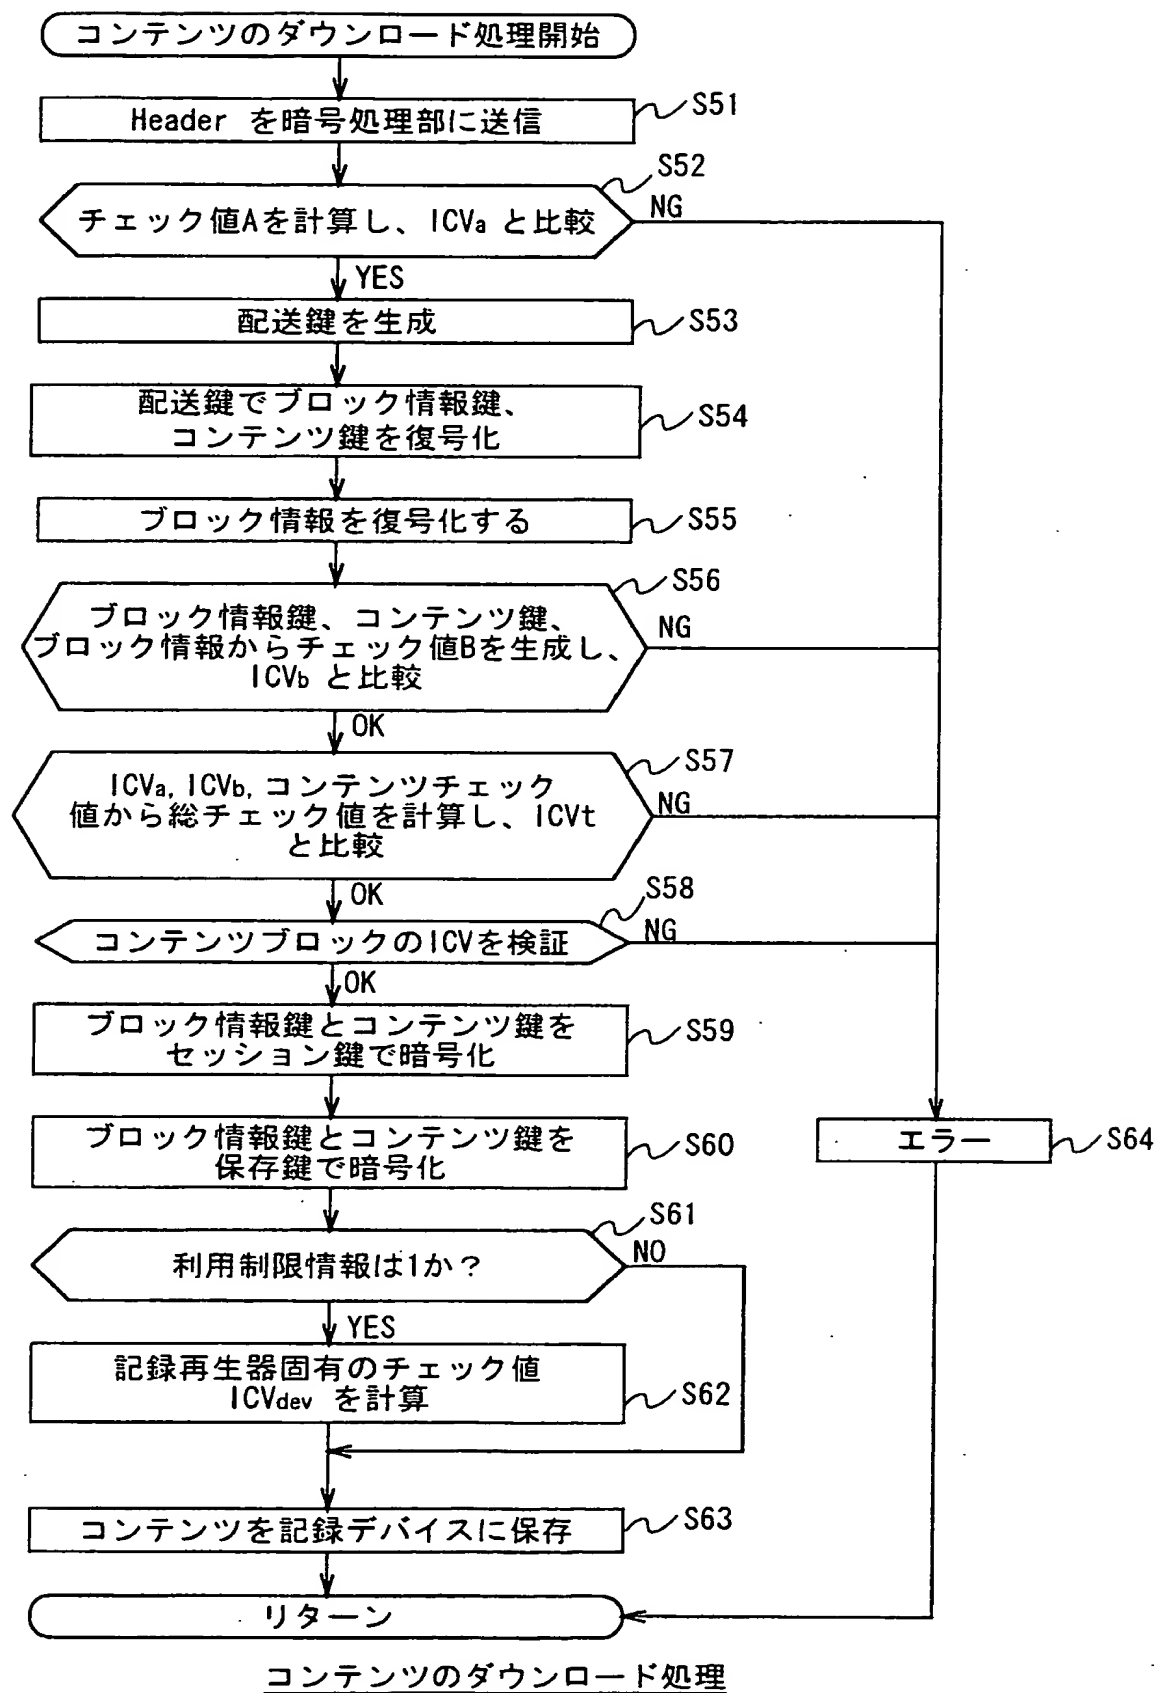 コンテンツのダウンロード処理開始
Header を暗号処理部に送信
S51
S52
チェック値Aを計算し、ICVa と比較
NG
YES
配送鍵を生成
S53
配送鍵でブロック情報鍵、
コンテンツ鍵を復号化
S54
ブロック情報を復号化する
S55
S56
ブロック情報鍵、コンテンツ鍵、
ブロック情報からチェック値Bを生成し、
ICVb と比較
NG
OK
S57
ICVa, ICVb, コンテンツチェック
値から総チェック値を計算し、ICVt
と比較
NG
OK
S58
コンテンツブロックのICVを検証
NG
OK
ブロック情報鍵とコンテンツ鍵を
セッション鍵で暗号化
S59
ブロック情報鍵とコンテンツ鍵を
保存鍵で暗号化
S60
エラー
S64
S61
利用制限情報は1か？
NO
YES
記録再生器固有のチェック値
ICVdev を計算
S62
コンテンツを記録デバイスに保存
S63
リターン
コンテンツのダウンロード処理